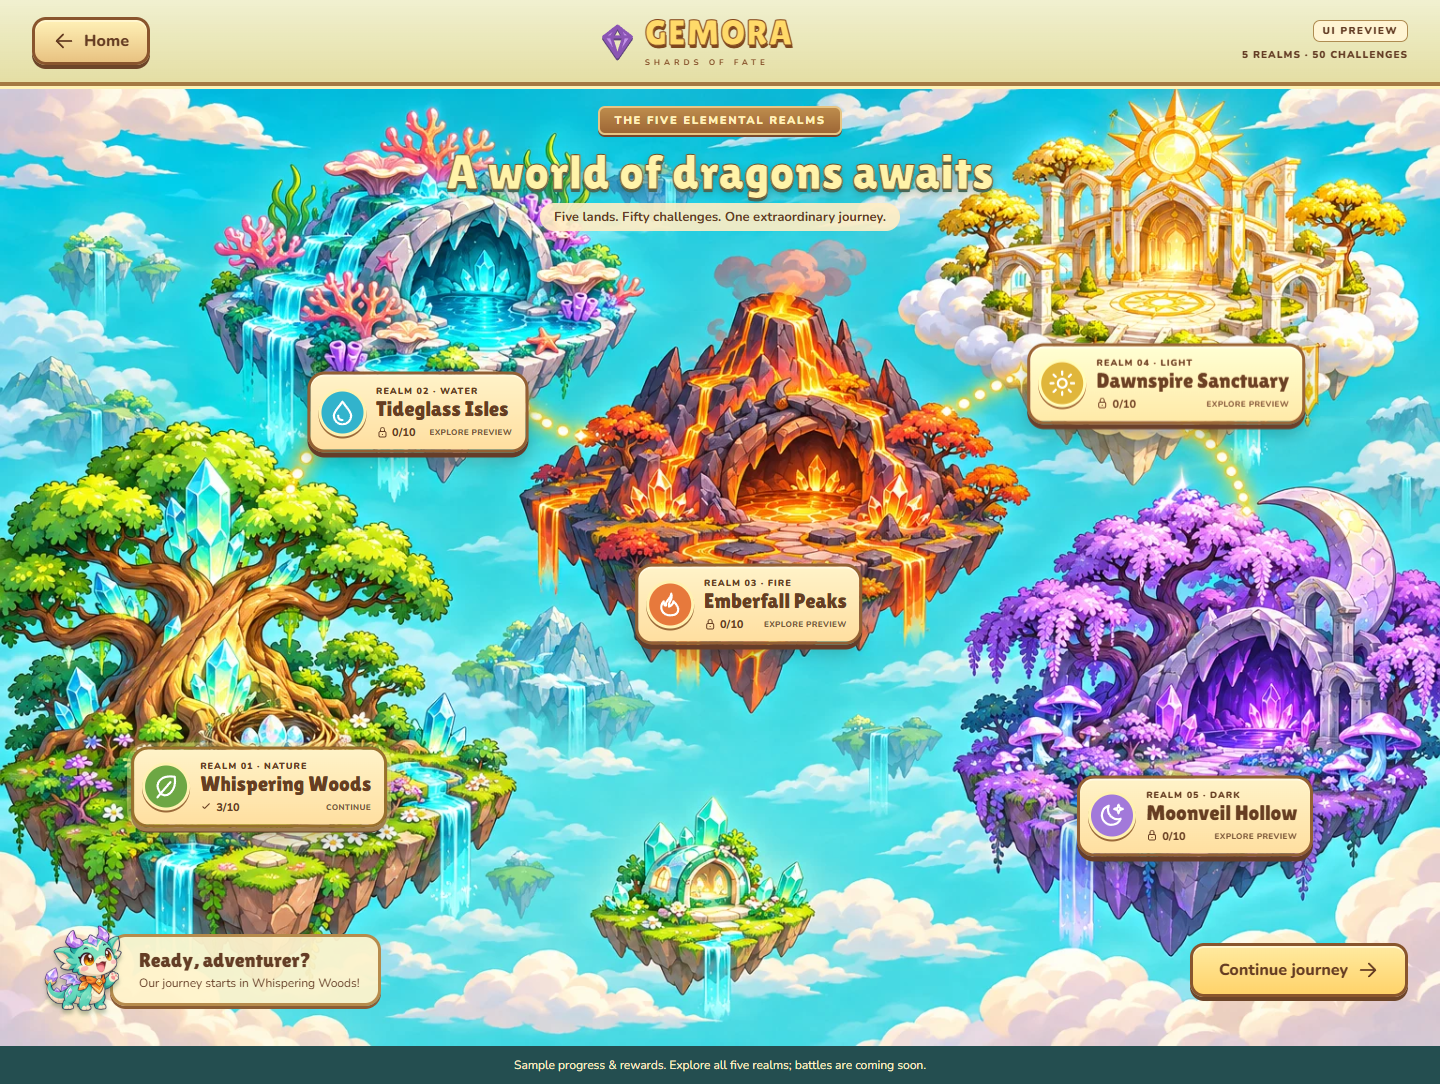 Home
GEMORA
SHARDS OF FATE
UI PREVIEW
5 REALMS · 50 CHALLENGES
THE FIVE ELEMENTAL REALMS
A world of dragons awaits
Five lands. Fifty challenges. One extraordinary journey.
REALM 02 · WATER
Tideglass Isles
0/10 EXPLORE PREVIEW
REALM 04 · LIGHT
Dawnspire Sanctuary
0/10 EXPLORE PREVIEW
REALM 03 · FIRE
Emberfall Peaks
0/10 EXPLORE PREVIEW
REALM 01 · NATURE
Whispering Woods
3/10 CONTINUE
REALM 05 · DARK
Moonveil Hollow
0/10 EXPLORE PREVIEW
Ready, adventurer?
Our journey starts in Whispering Woods!
Continue journey
Sample progress & rewards. Explore all five realms; battles are coming soon.